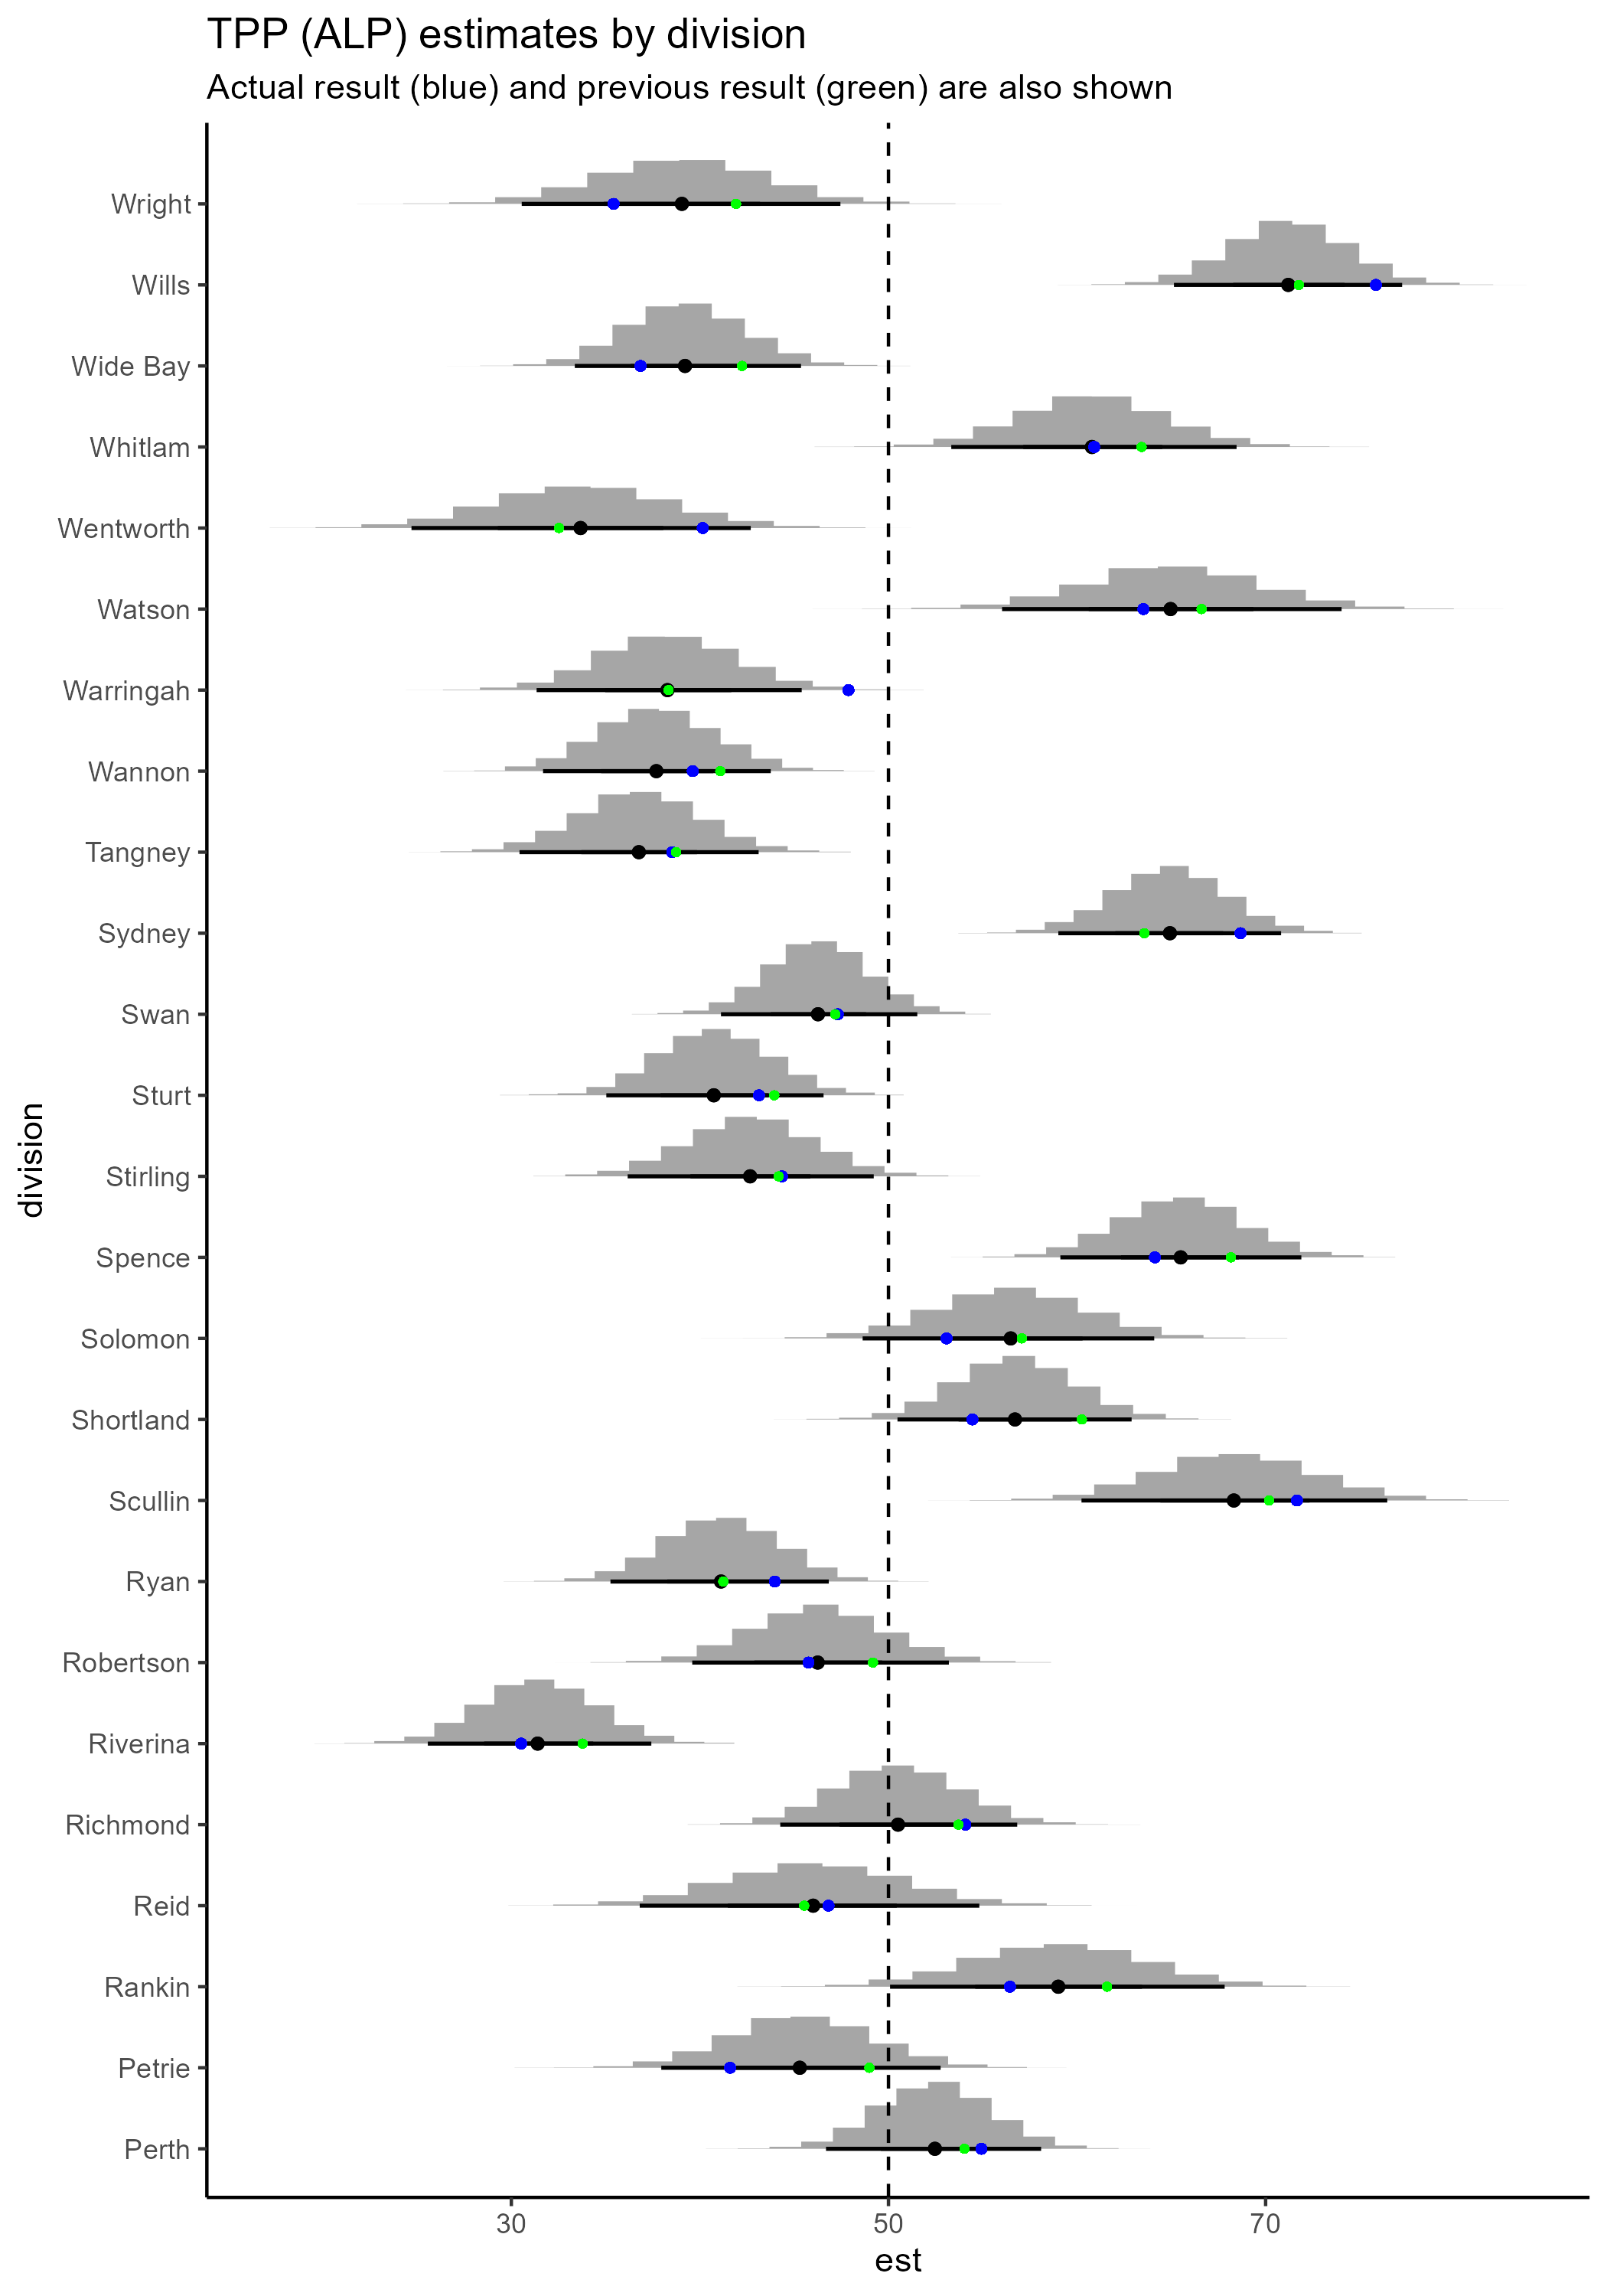 TPP (ALP) estimates by division
Actual result (blue) and previous result (green) are also shown
Wright
Wills
Wide Bay
Whitlam
Wentworth
Watson
Warringah
Wannon
Tangney
Sydney
Swan
Sturt
Stirling
Spence
Solomon
Shortland
Scullin
Ryan
Robertson
Riverina
Richmond
Reid
Rankin
Petrie
Perth
division
30 50 70
est